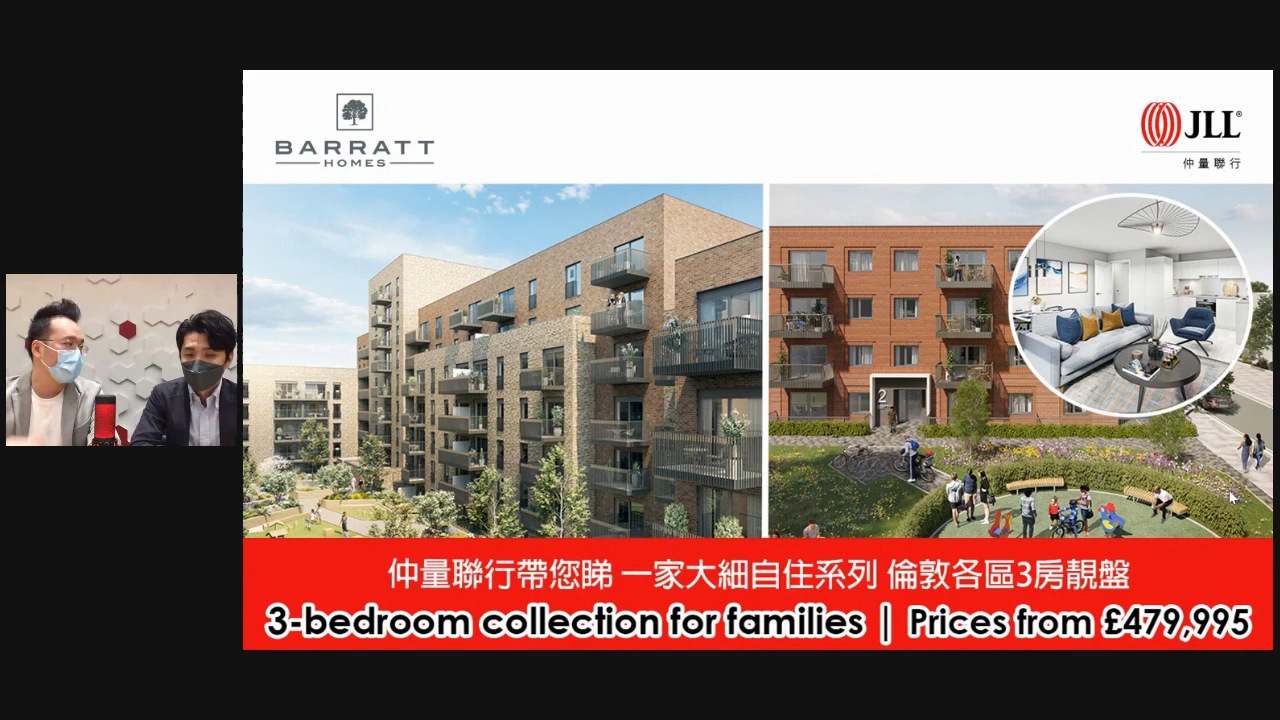 BARRATT
HOMES
JLL®
仲量聯行
2
仲量聯行帶您睇 一家大細自住系列 倫敦各區3房靚盤
3-bedroom collection for families | Prices from £479,995